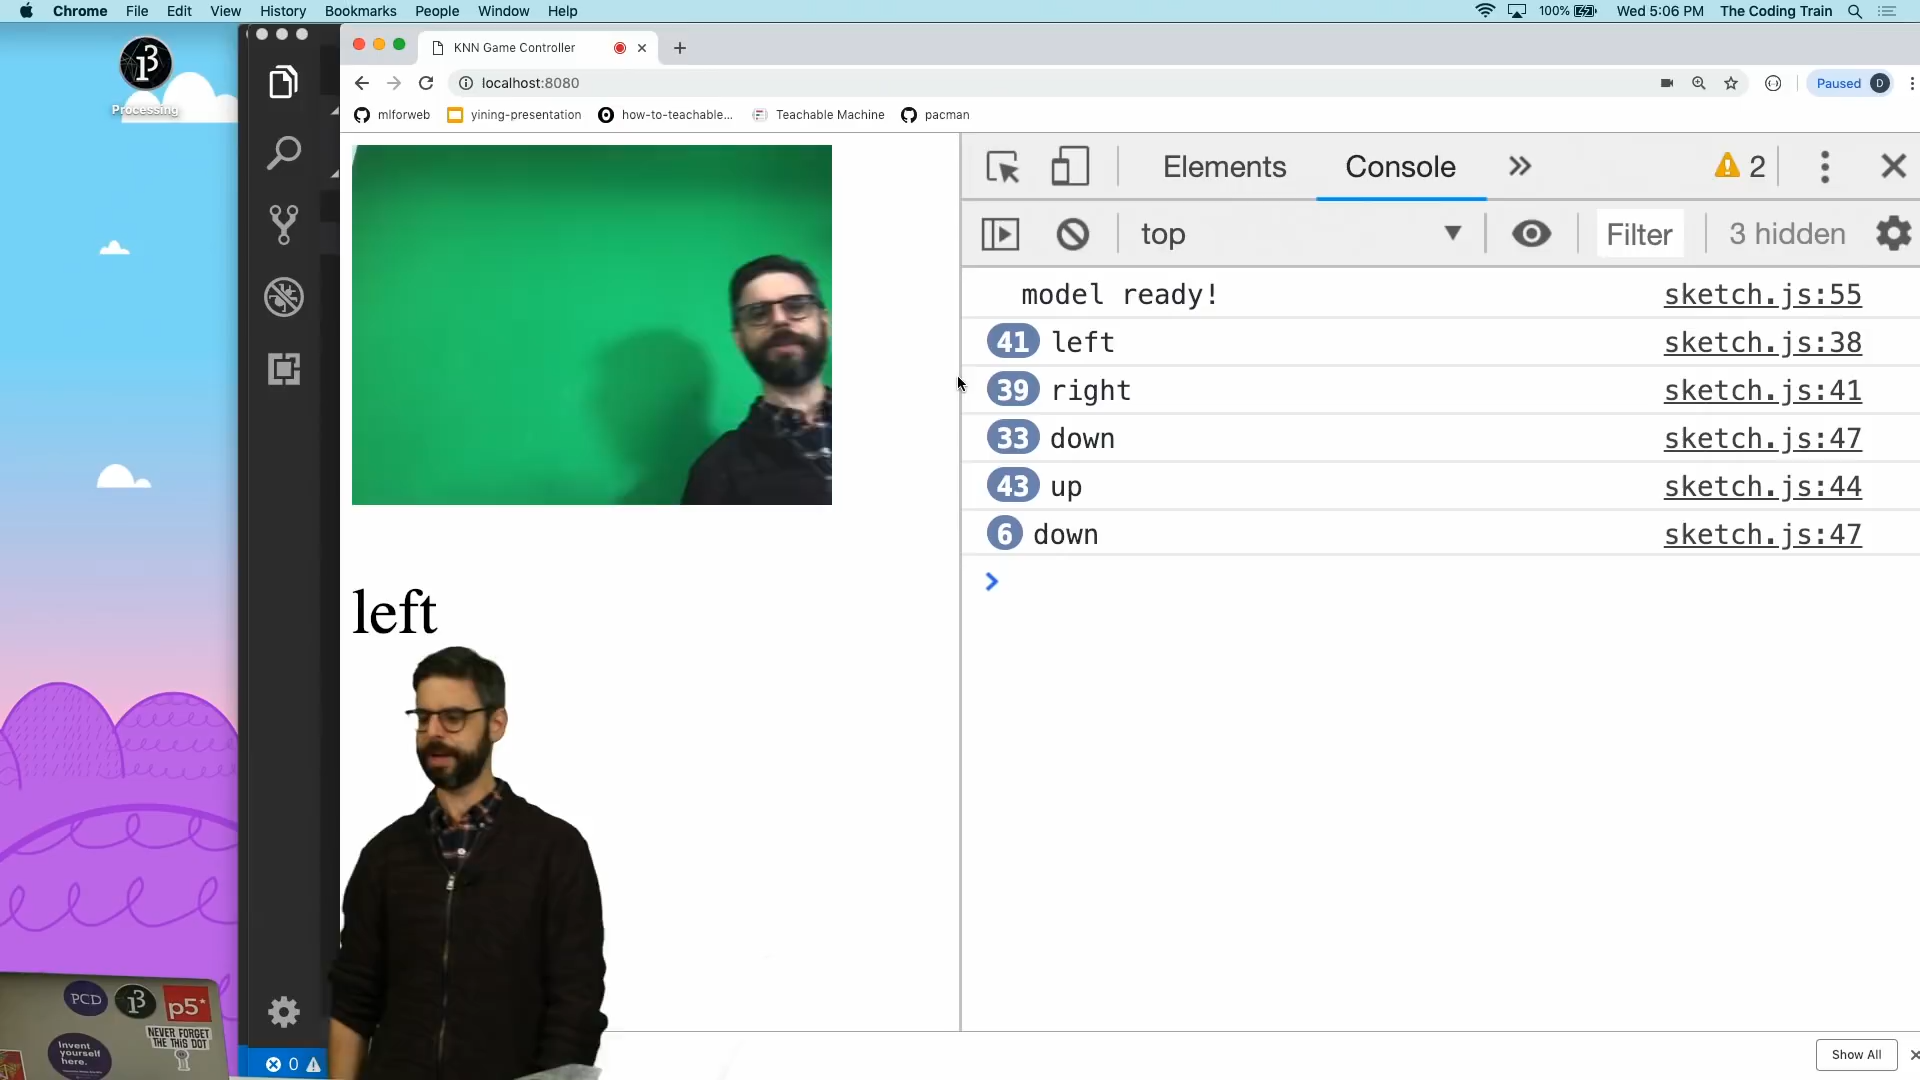 Chrome File Edit View History Bookmarks People Window Help 100% Wed 5:06 PM The Coding Train
Processing
KNN Game Controller
localhost:8080 Paused D
mlforweb yining-presentation how-to-teachable... Teachable Machine pacman
Elements Console 2
top Filter 3 hidden
model ready! sketch.js:55
41 left sketch.js:38
39 right sketch.js:41
33 down sketch.js:47
43 up sketch.js:44
6 down sketch.js:47
left
PCD p5*
NEVER FORGET
THE THIS DOT
Invent
yourself
here.
0
Show All